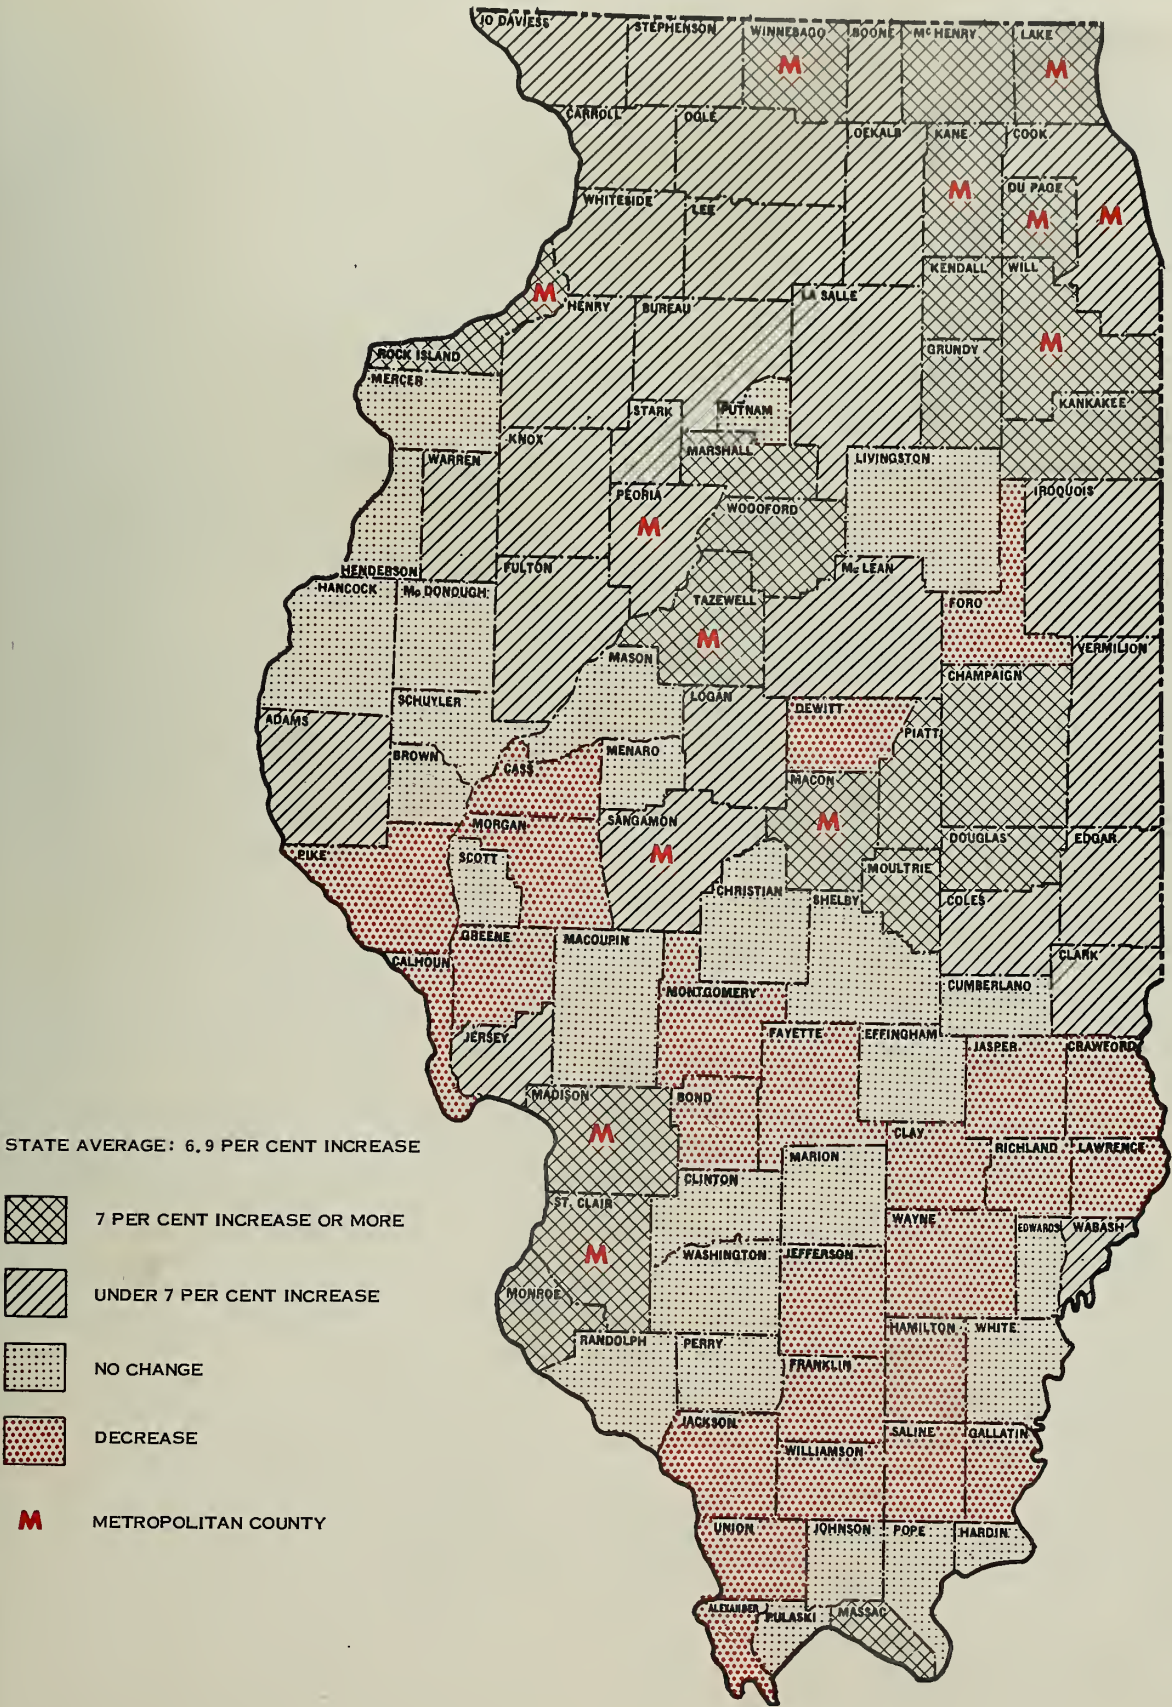 JO DAVIESS
STEPHENSON
WINNEBAGO
BOONE
McHENRY
LAKE
M
M
CARROLL
OGLE
DEKALB
KANE
COOK
M
DU PAGE
M
M
WHITESIDE
LEE
KENDALL
WILL
M
HENRY
BUREAU
LA SALLE
M
ROCK ISLAND
GRUNDY
MERCER
STARK
PUTNAM
KANKAKEE
KNOX
MARSHALL
WARREN
LIVINGSTON
PEORIA
M
WOODFORD
IROQUOIS
HENDERSON
FULTON
McLEAN
HANCOCK
McDONOUGH
TAZEWELL
M
FORD
MASON
VERMILION
CHAMPAIGN
SCHUYLER
LOGAN
ADAMS
DEWITT
PIATT
BROWN
CASS
MENARD
MACON
M
MORGAN
SANGAMON
M
DOUGLAS
EDGAR
PIKE
SCOTT
MOULTRIE
CHRISTIAN
SHELBY
COLES
GREENE
MACOUPIN
CALHOUN
CLARK
MONTGOMERY
CUMBERLAND
JERSEY
FAYETTE
EFFINGHAM
JASPER
CRAWFORD
MADISON
M
BOND
CLAY
RICHLAND
LAWRENCE
MARION
CLINTON
ST. CLAIR
M
WAYNE
EDWARDS
WABASH
WASHINGTON
JEFFERSON
MONROE
RANDOLPH
PERRY
HAMILTON
WHITE
FRANKLIN
JACKSON
WILLIAMSON
SALINE
GALLATIN
UNION
JOHNSON
POPE
HARDIN
ALEXANDER
PULASKI
MASSAC
STATE AVERAGE: 6.9 PER CENT INCREASE
7 PER CENT INCREASE OR MORE
UNDER 7 PER CENT INCREASE
NO CHANGE
DECREASE
M METROPOLITAN COUNTY